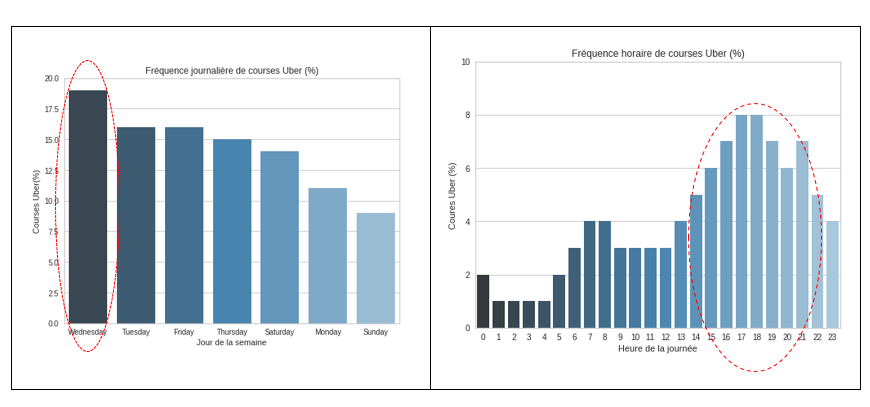 Fréquence journalière de courses Uber (%)
20.0
17.5
15.0
12.5
10.0
7.5
5.0
2.5
0.0
Courses Uber(%)
Wednesday Tuesday Friday Thursday Saturday Monday Sunday
Jour de la semaine
Fréquence horaire de courses Uber (%)
10
8
6
4
2
0
Coures Uber (%)
0 1 2 3 4 5 6 7 8 9 10 11 12 13 14 15 16 17 18 19 20 21 22 23
Heure de la journée